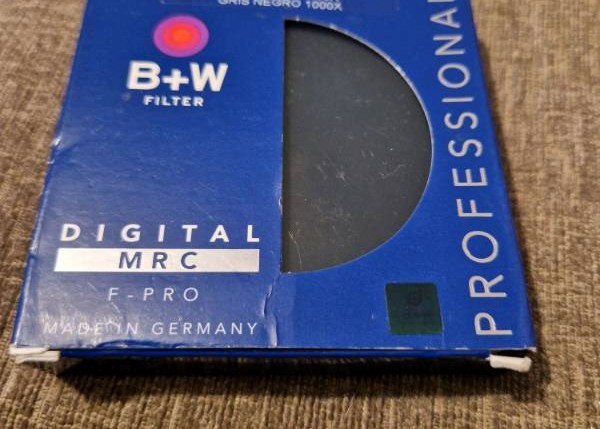 GRIS NEGRO 1000X
B+W
FILTER
DIGITAL
MRC
F-PRO
MADE IN GERMANY
PROFESSIONAL